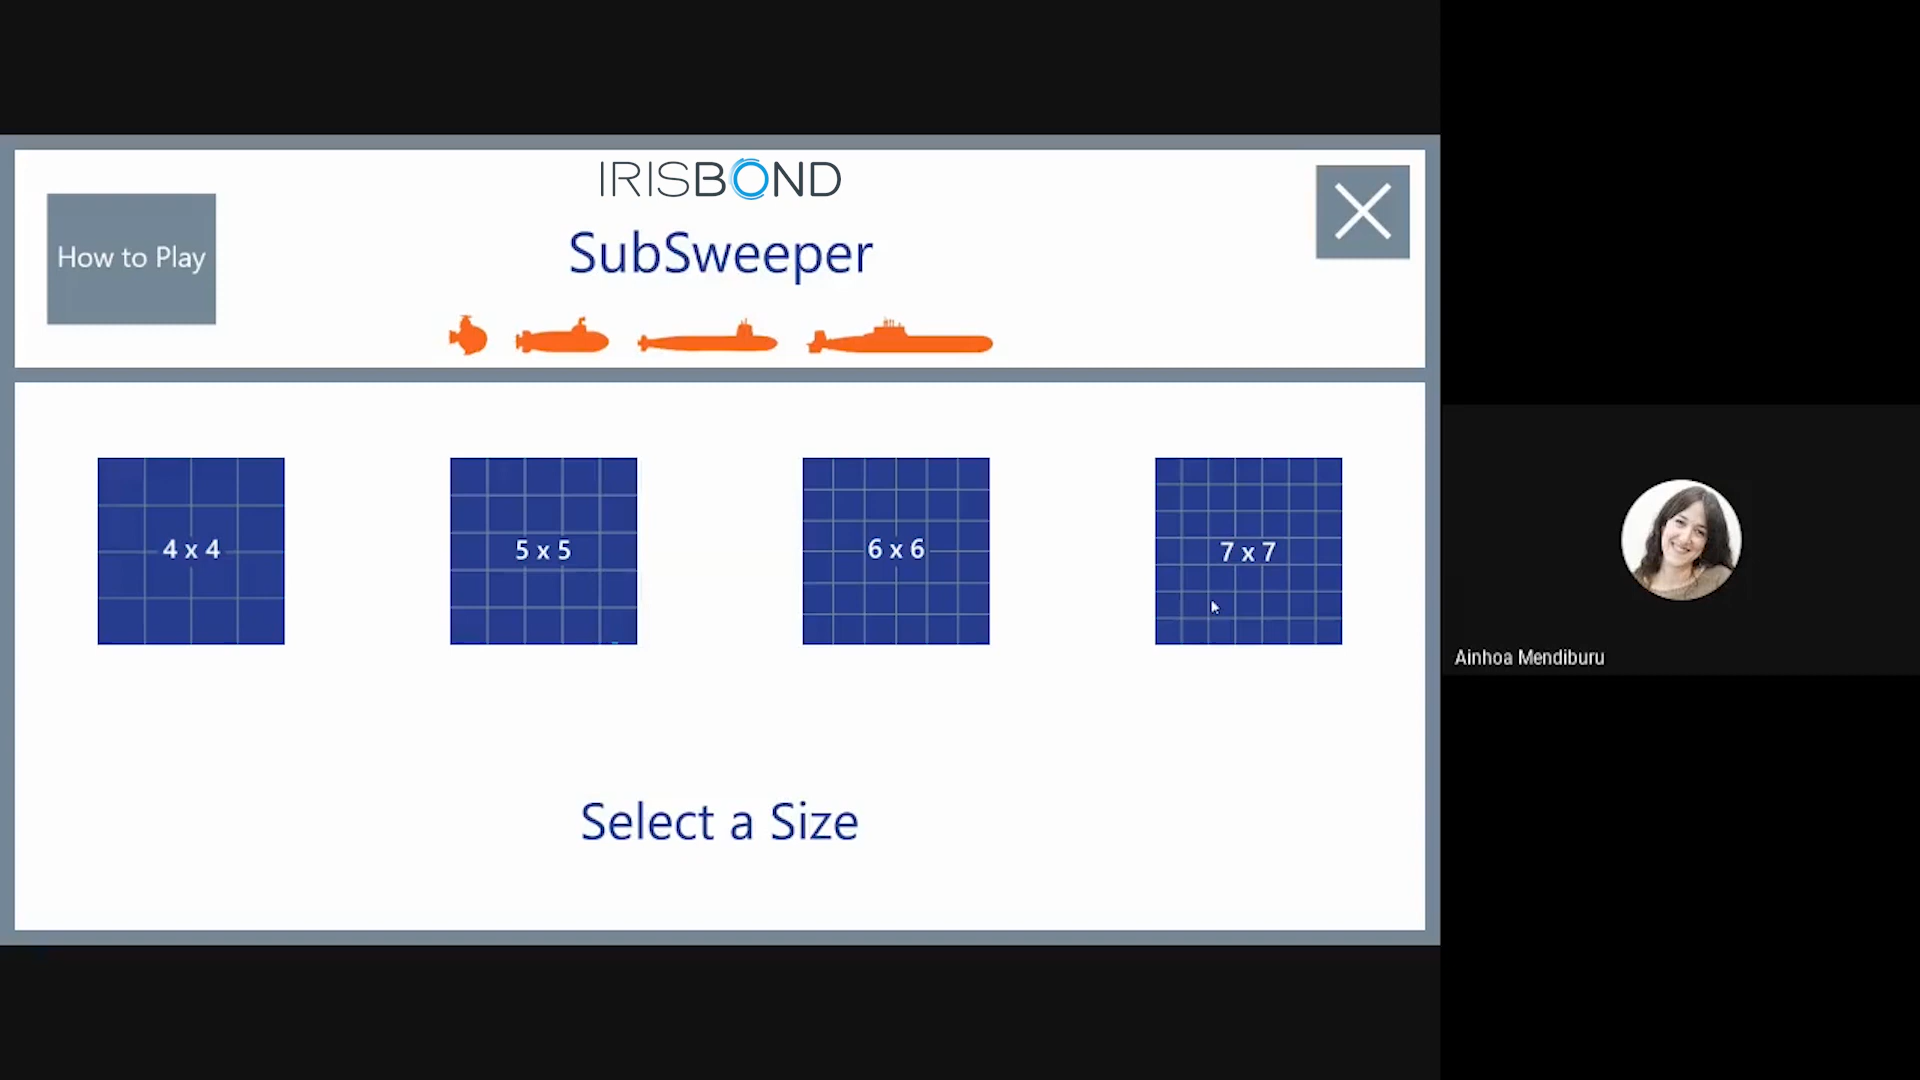 IRISBOND
How to Play
SubSweeper
4 x 4
5 x 5
6 x 6
7 x 7
Select a Size
Ainhoa Mendiburu